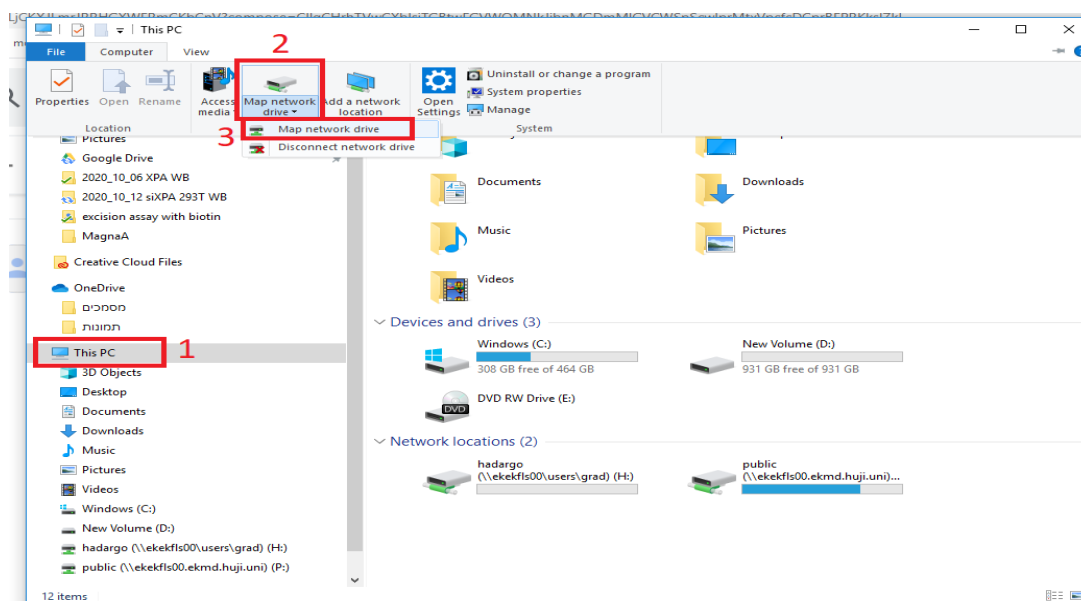 This PC
File Computer View
2
Properties Open Rename
Access
media
Map network
drive
Add a network
location
Open
Settings
Uninstall or change a program
System properties
Manage
Location
System
3
Map network drive
Disconnect network drive
Pictures
Google Drive
2020_10_06 XPA WB
2020_10_12 siXPA 293T WB
excision assay with biotin
MagnaA
Creative Cloud Files
OneDrive
מסמכים
תמונות
This PC
1
3D Objects
Desktop
Documents
Downloads
Music
Pictures
Videos
Windows (C:)
New Volume (D:)
hadargo (\\ekekfls00\users\grad) (H:)
public (\\ekekfls00.ekmd.huji.uni) (P:)
Documents
Downloads
Music
Pictures
Videos
Devices and drives (3)
Windows (C:)
308 GB free of 464 GB
New Volume (D:)
931 GB free of 931 GB
DVD RW Drive (E:)
DVD
Network locations (2)
hadargo
(\\ekekfls00\users\grad) (H:)
public
(\\ekekfls00.ekmd.huji.uni)...
12 items